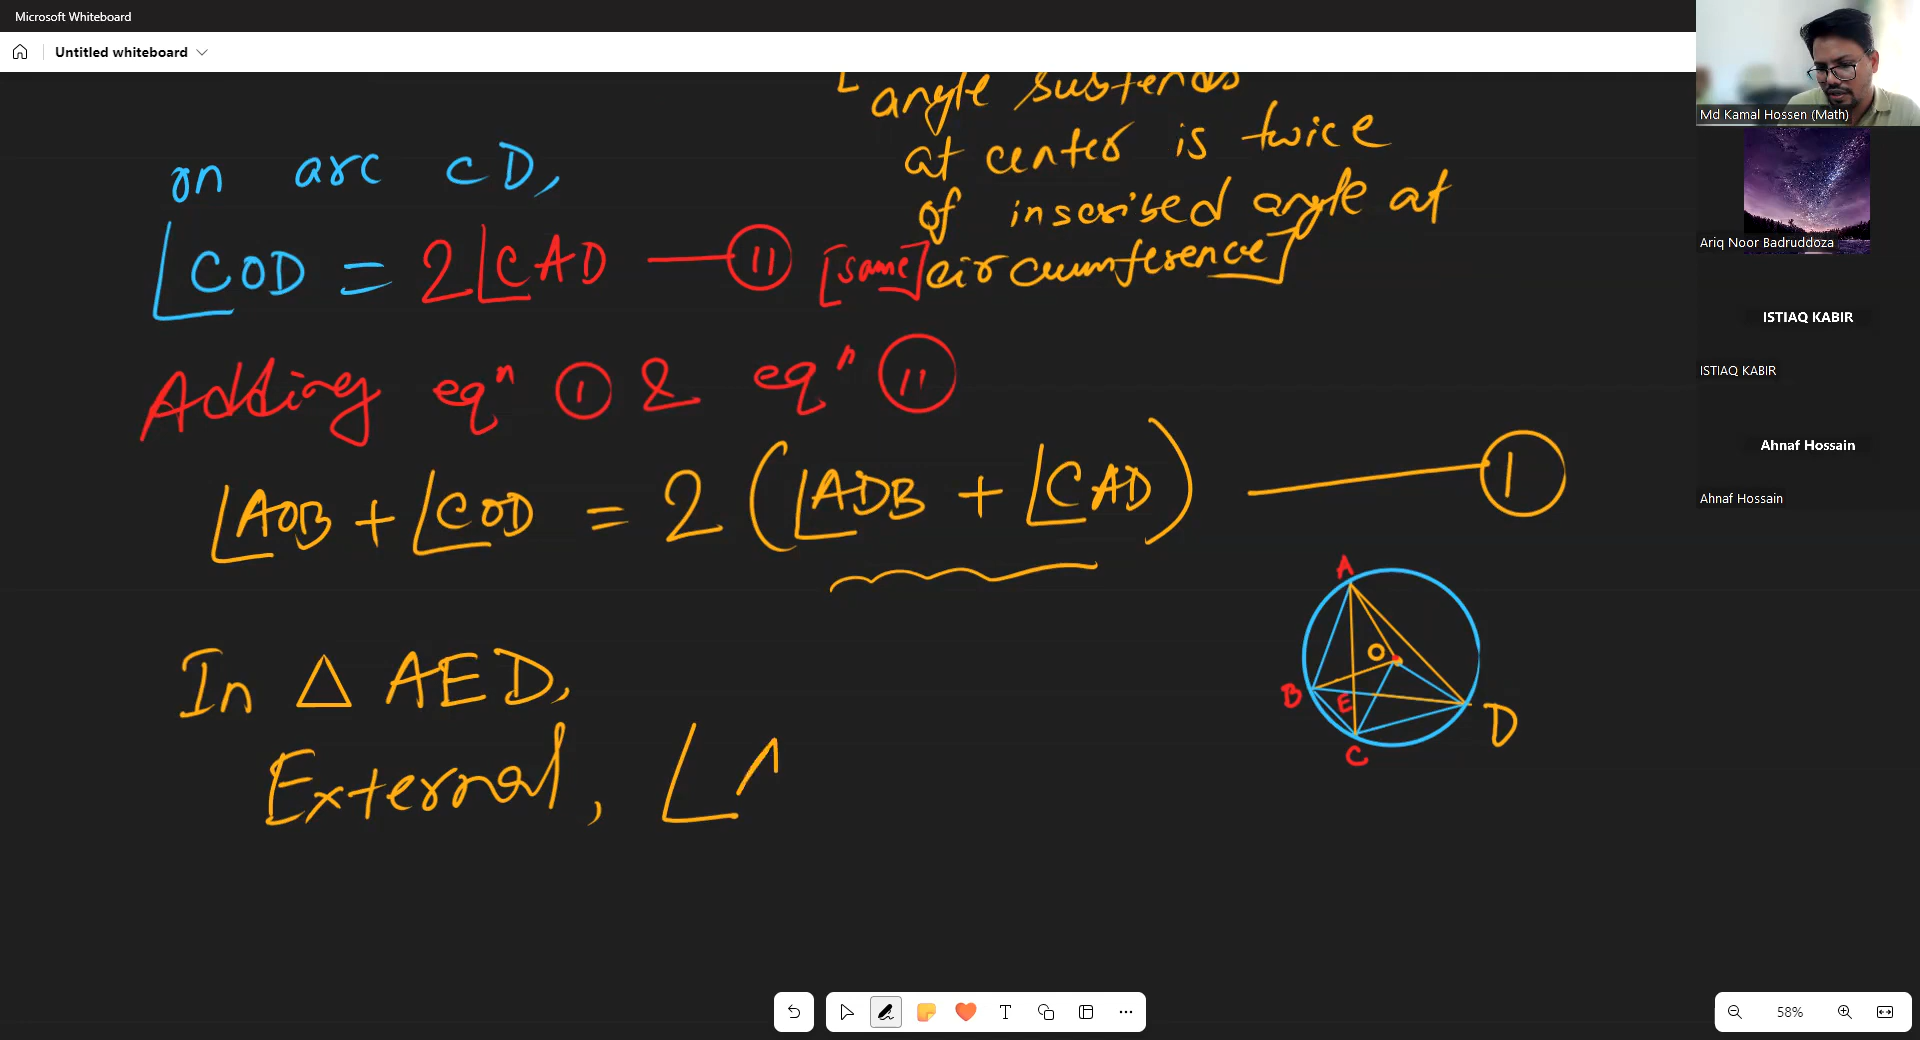 Microsoft Whiteboard
Untitled whiteboard
angle subtends
at center is twice
of inscribed angle at
circumference]
on arc CD,
∠COD = 2∠CAD — (II) [same]
Adding eqⁿ (I) & eqⁿ (II)
∠AOB + ∠COD = 2 (∠ADB + ∠CAD) — (I)
In △ AED,
External, ∠A
A
O
B
E
D
C
Md Kamal Hossen (Math)
Ariq Noor Badruddoza
ISTIAQ KABIR
ISTIAQ KABIR
Ahnaf Hossain
Ahnaf Hossain
T
58%